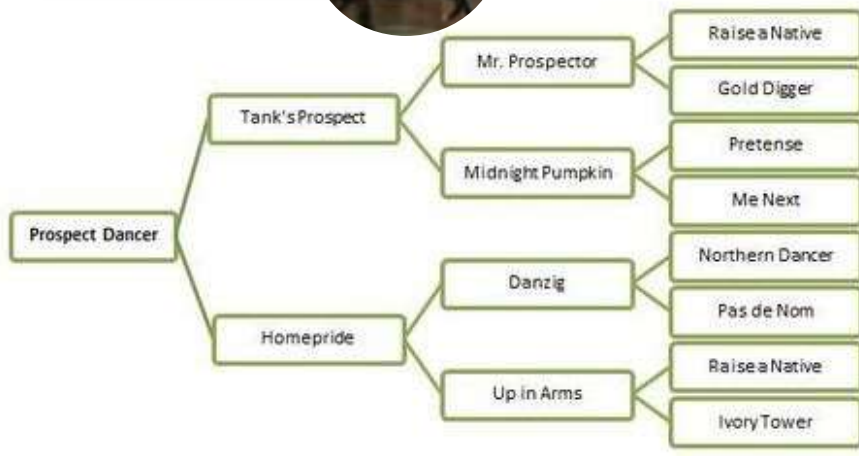 Raise a Native
Mr. Prospector
Gold Digger
Tank's Prospect
Pretense
Midnight Pumpkin
Me Next
Prospect Dancer
Northern Dancer
Danzig
Pas de Nom
Homepride
Raise a Native
Up in Arms
Ivory Tower